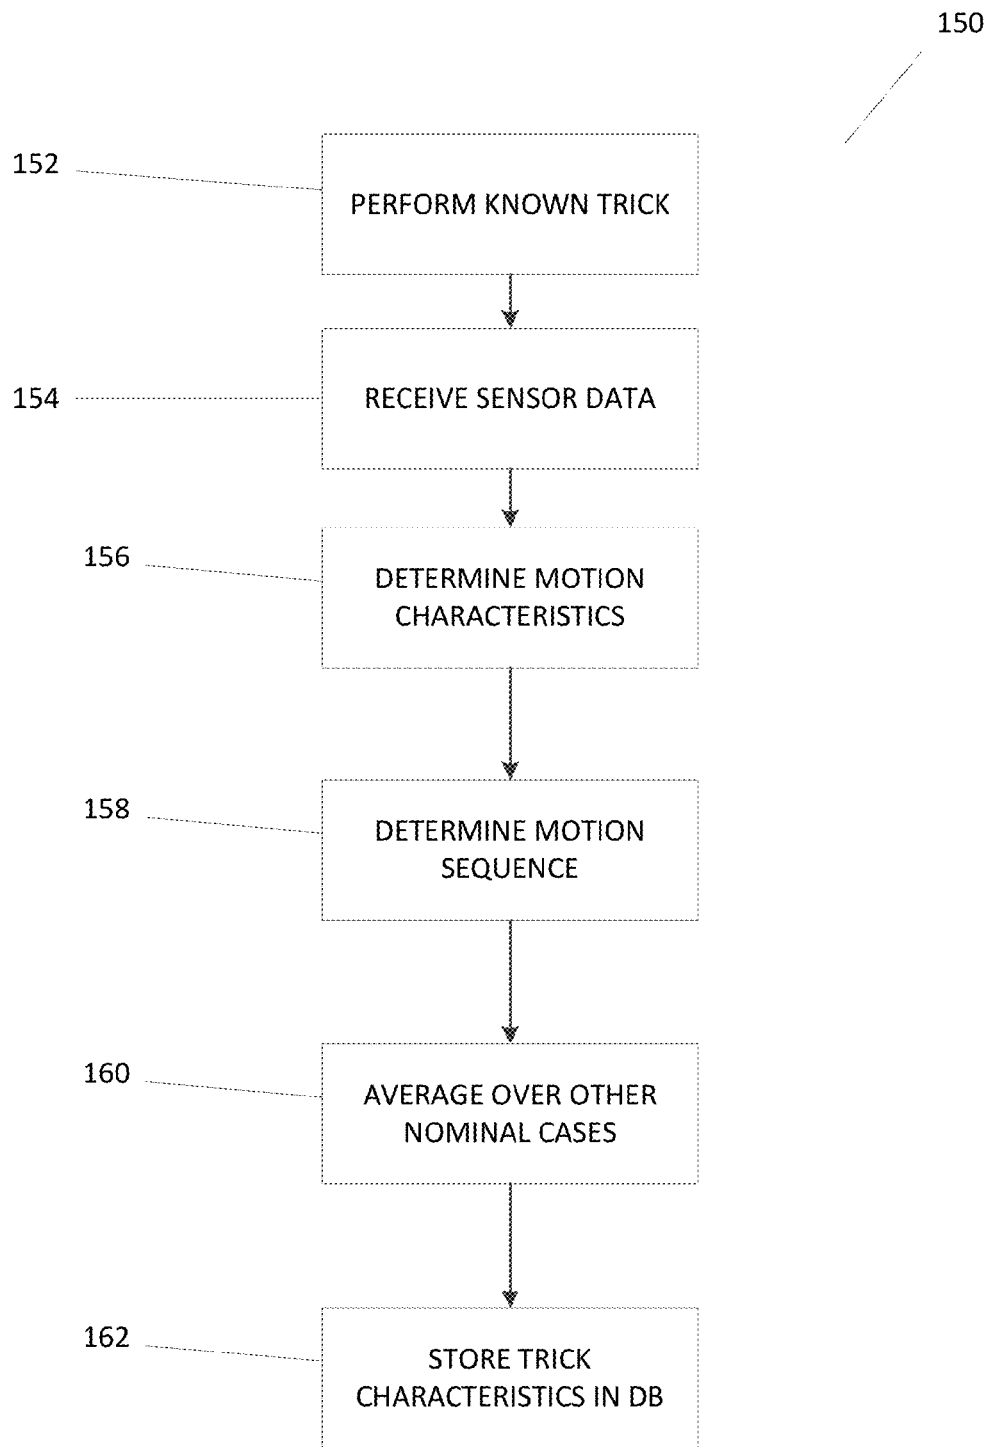 150
152
PERFORM KNOWN TRICK
154
RECEIVE SENSOR DATA
156
DETERMINE MOTION
CHARACTERISTICS
158
DETERMINE MOTION
SEQUENCE
160
AVERAGE OVER OTHER
NOMINAL CASES
162
STORE TRICK
CHARACTERISTICS IN DB